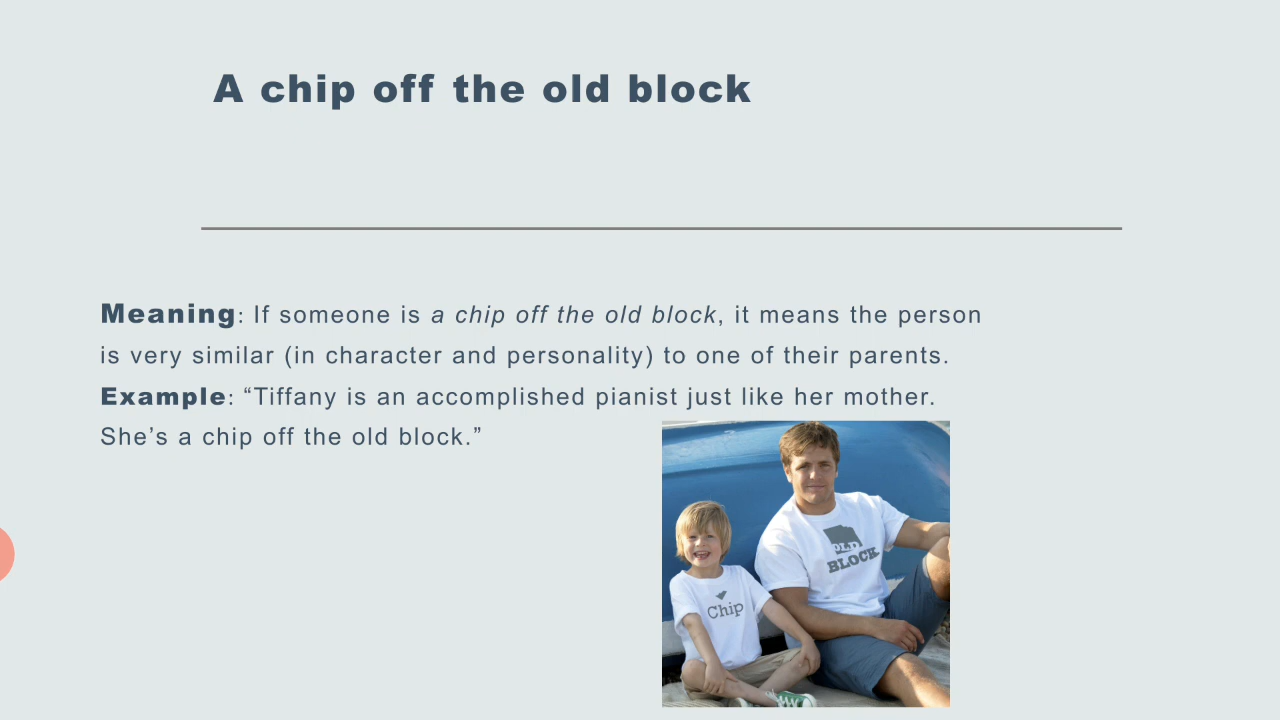 A chip off the old block
Meaning: If someone is a chip off the old block, it means the person
is very similar (in character and personality) to one of their parents.
Example: “Tiffany is an accomplished pianist just like her mother.
She’s a chip off the old block.”
OLD
BLOCK
Chip